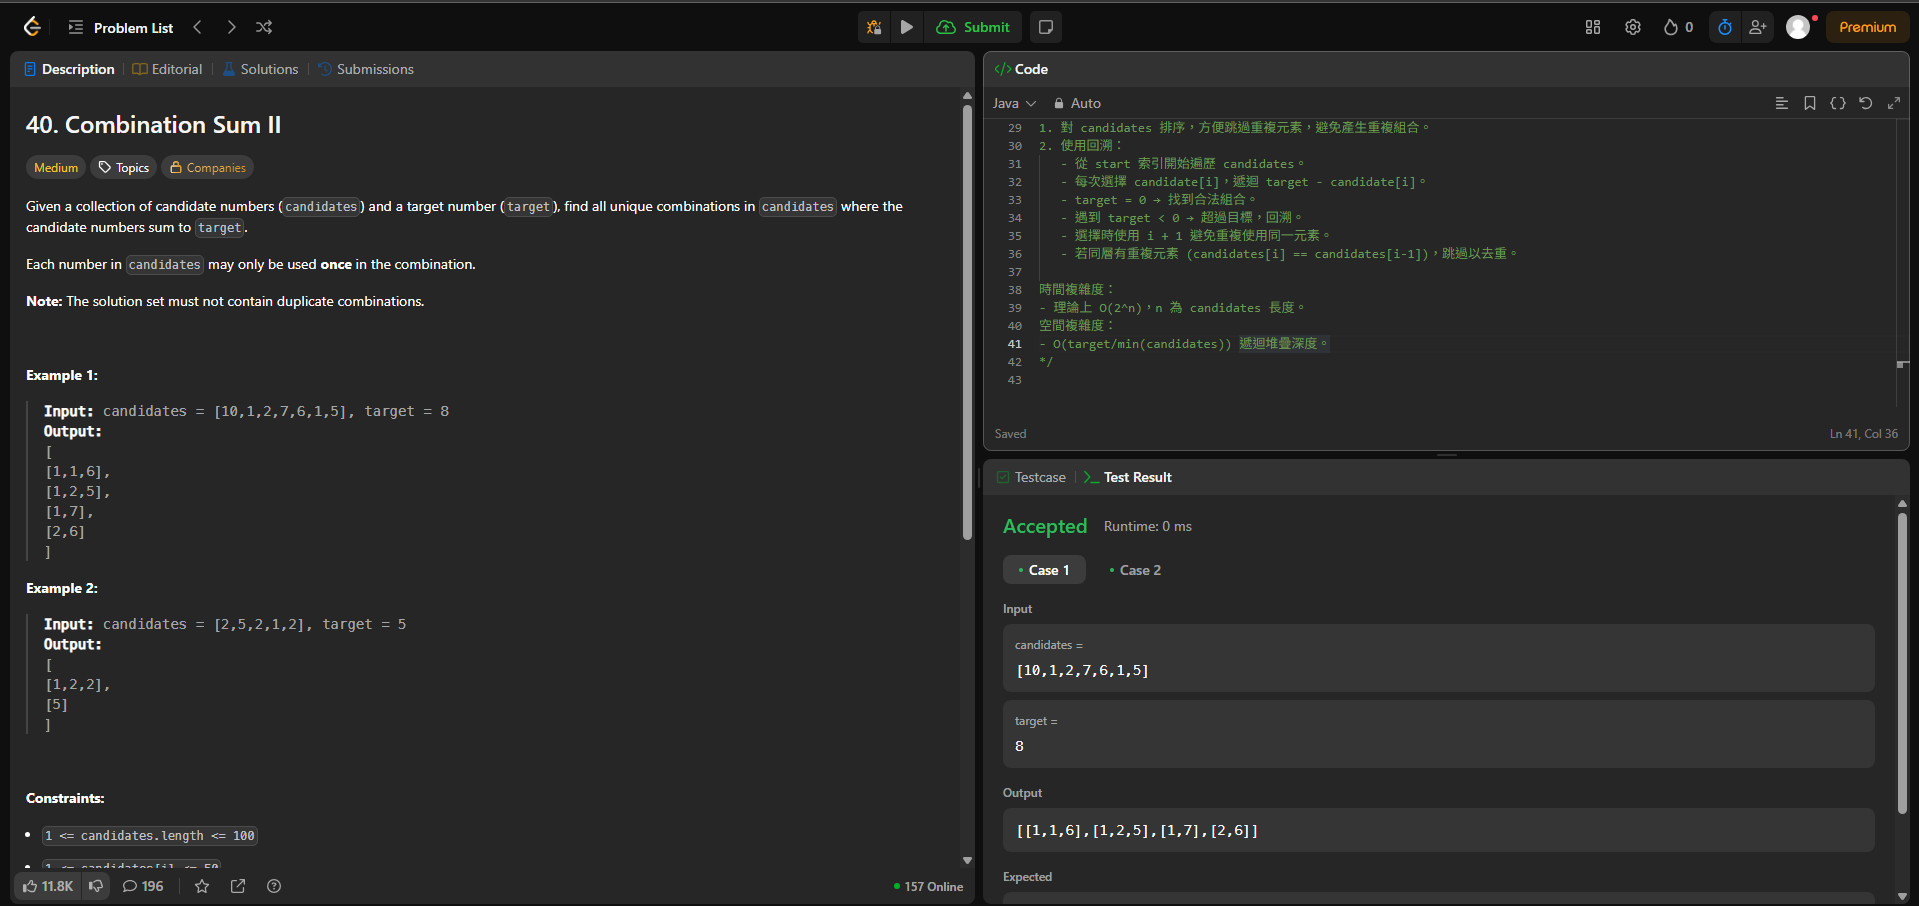 Problem List
Submit
0
Premium
Description
Editorial
Solutions
Submissions
40. Combination Sum II
Medium
Topics
Companies
Given a collection of candidate numbers (candidates) and a target number (target), find all unique combinations in candidates where the
candidate numbers sum to target.
Each number in candidates may only be used once in the combination.
Note: The solution set must not contain duplicate combinations.
Example 1:
Input: candidates = [10,1,2,7,6,1,5], target = 8
Output:
[
[1,1,6],
[1,2,5],
[1,7],
[2,6]
]
Example 2:
Input: candidates = [2,5,2,1,2], target = 5
Output:
[
[1,2,2],
[5]
]
Constraints:
• 1 <= candidates.length <= 100
• 1 <= candidates[i] <= 50
11.8K
196
157 Online
</> Code
Java
Auto
29 1. 對 candidates 排序，方便跳過重複元素，避免產生重複組合。
30 2. 使用回溯：
31 - 從 start 索引開始遍歷 candidates。
32 - 每次選擇 candidate[i]，遞迴 target - candidate[i]。
33 - target = 0 → 找到合法組合。
34 - 遇到 target < 0 → 超過目標，回溯。
35 - 選擇時使用 i + 1 避免重複使用同一元素。
36 - 若同層有重複元素 (candidates[i] == candidates[i-1])，跳過以去重。
37
38 時間複雜度：
39 - 理論上 O(2^n)，n 為 candidates 長度。
40 空間複雜度：
41 - O(target/min(candidates)) 遞迴堆疊深度。
42 */
43
Saved
Ln 41, Col 36
Testcase
Test Result
Accepted
Runtime: 0 ms
• Case 1
• Case 2
Input
candidates =
[10,1,2,7,6,1,5]
target =
8
Output
[[1,1,6],[1,2,5],[1,7],[2,6]]
Expected